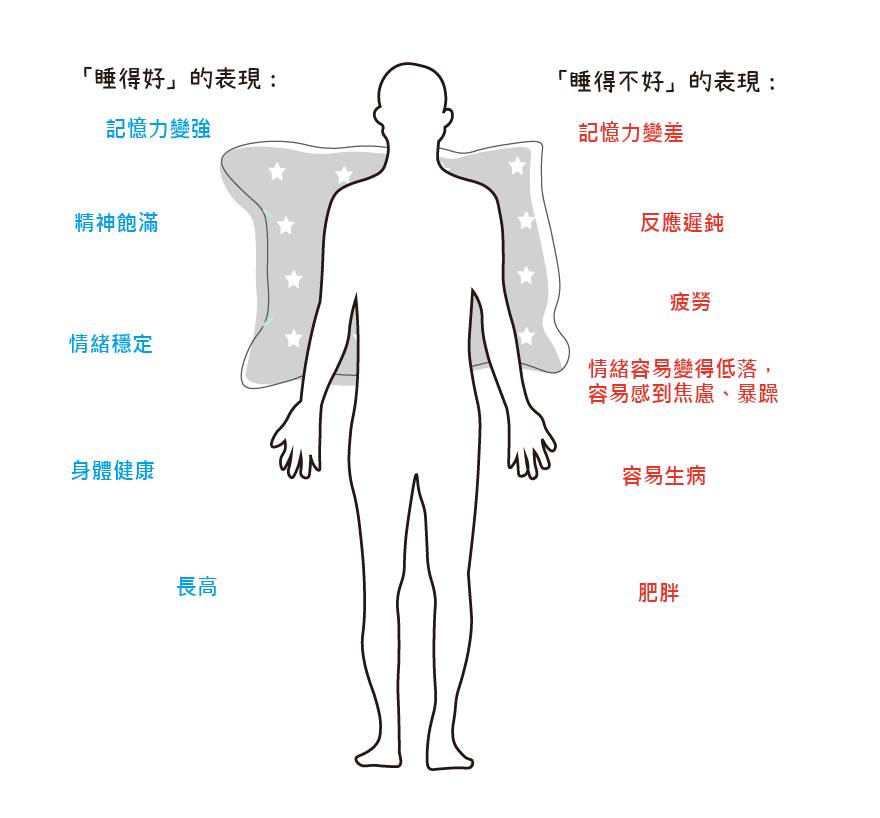 「睡得好」的表現：
記憶力變強
精神飽滿
情緒穩定
身體健康
長高
「睡得不好」的表現：
記憶力變差
反應遲鈍
疲勞
情緒容易變得低落，
容易感到焦慮、暴躁
容易生病
肥胖